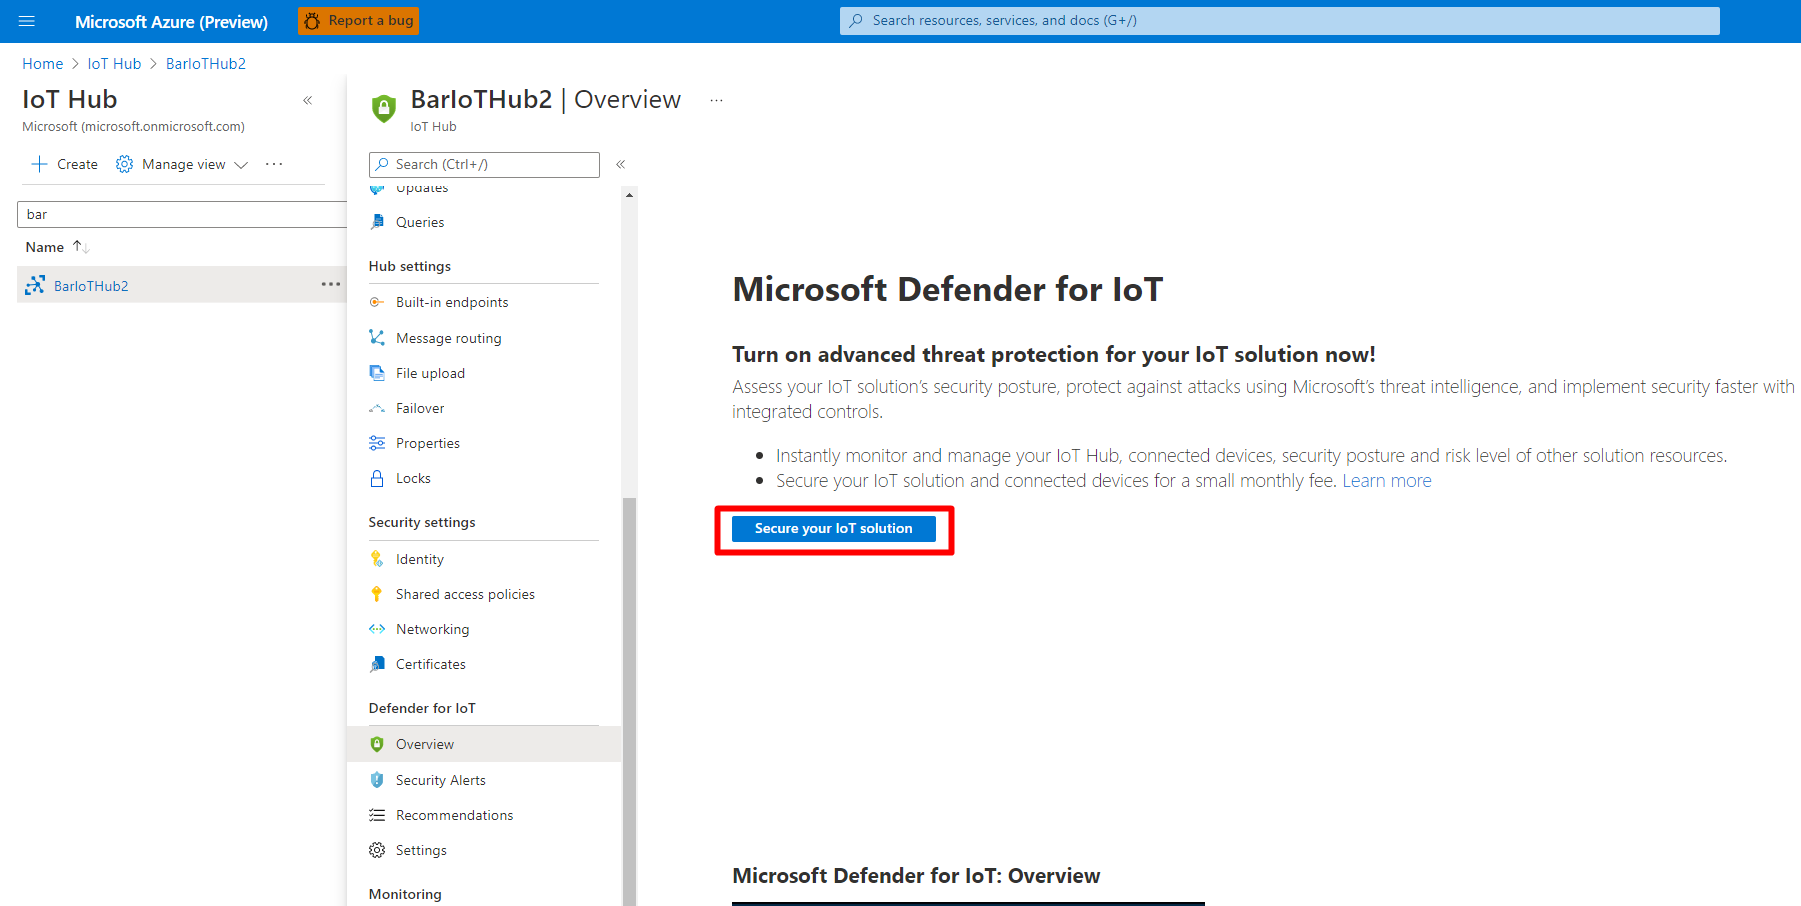 Microsoft Azure (Preview)
Report a bug
Search resources, services, and docs (G+/)
Home > IoT Hub > BarIoTHub2
IoT Hub
«
Microsoft (microsoft.onmicrosoft.com)
Create
Manage view
...
bar
Name ↑↓
BarIoTHub2
...
BarIoTHub2 | Overview
...
IoT Hub
Search (Ctrl+/)
«
Updates
Queries
Hub settings
Built-in endpoints
Message routing
File upload
Failover
Properties
Locks
Security settings
Identity
Shared access policies
Networking
Certificates
Defender for IoT
Overview
Security Alerts
Recommendations
Settings
Monitoring
Microsoft Defender for IoT
Turn on advanced threat protection for your IoT solution now!
Assess your IoT solution’s security posture, protect against attacks using Microsoft’s threat intelligence, and implement security faster with
integrated controls.
• Instantly monitor and manage your IoT Hub, connected devices, security posture and risk level of other solution resources.
• Secure your IoT solution and connected devices for a small monthly fee. Learn more
Secure your IoT solution
Microsoft Defender for IoT: Overview